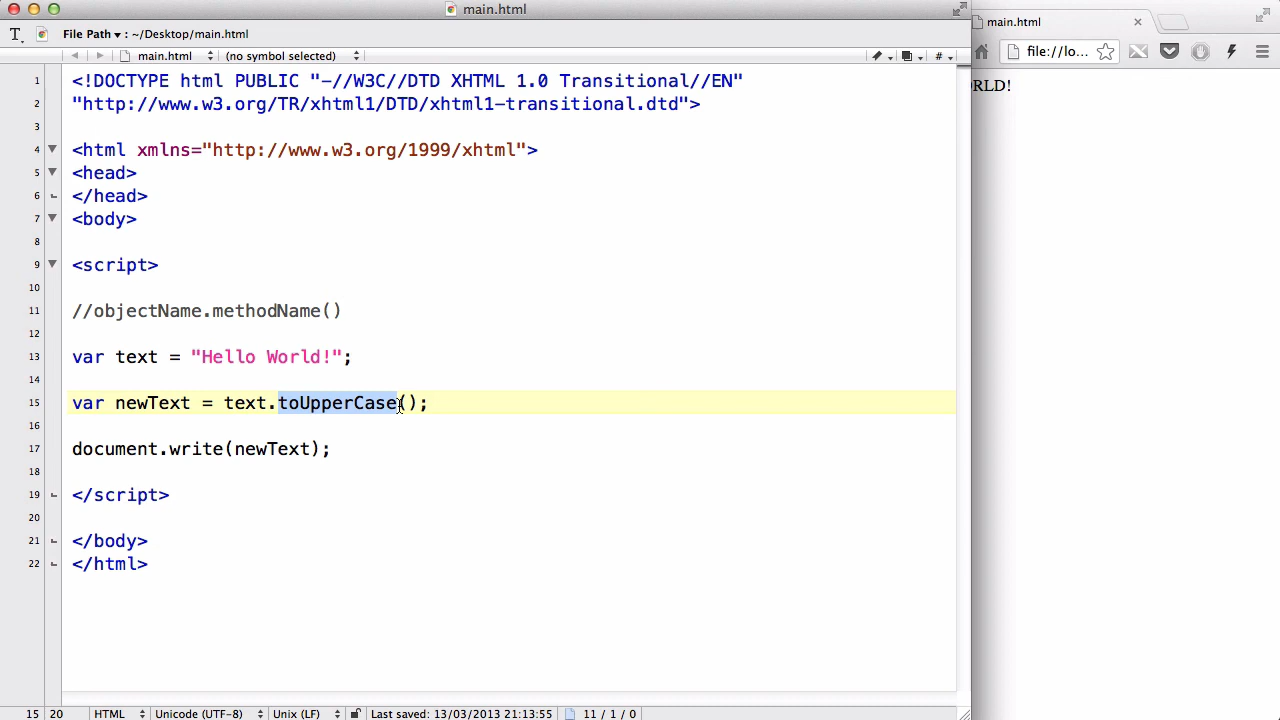 main.html
File Path ▾ : ~/Desktop/main.html
main.html (no symbol selected) #
1 <!DOCTYPE html PUBLIC "-//W3C//DTD XHTML 1.0 Transitional//EN"
2 "http://www.w3.org/TR/xhtml1/DTD/xhtml1-transitional.dtd">
3
4 <html xmlns="http://www.w3.org/1999/xhtml">
5 <head>
6 </head>
7 <body>
8
9 <script>
10
11 //objectName.methodName()
12
13 var text = "Hello World!";
14
15 var newText = text.toUpperCase();
16
17 document.write(newText);
18
19 </script>
20
21 </body>
22 </html>
15 20 HTML Unicode (UTF-8) Unix (LF) Last saved: 13/03/2013 21:13:55 11 / 1 / 0
main.html
file://lo...
RLD!